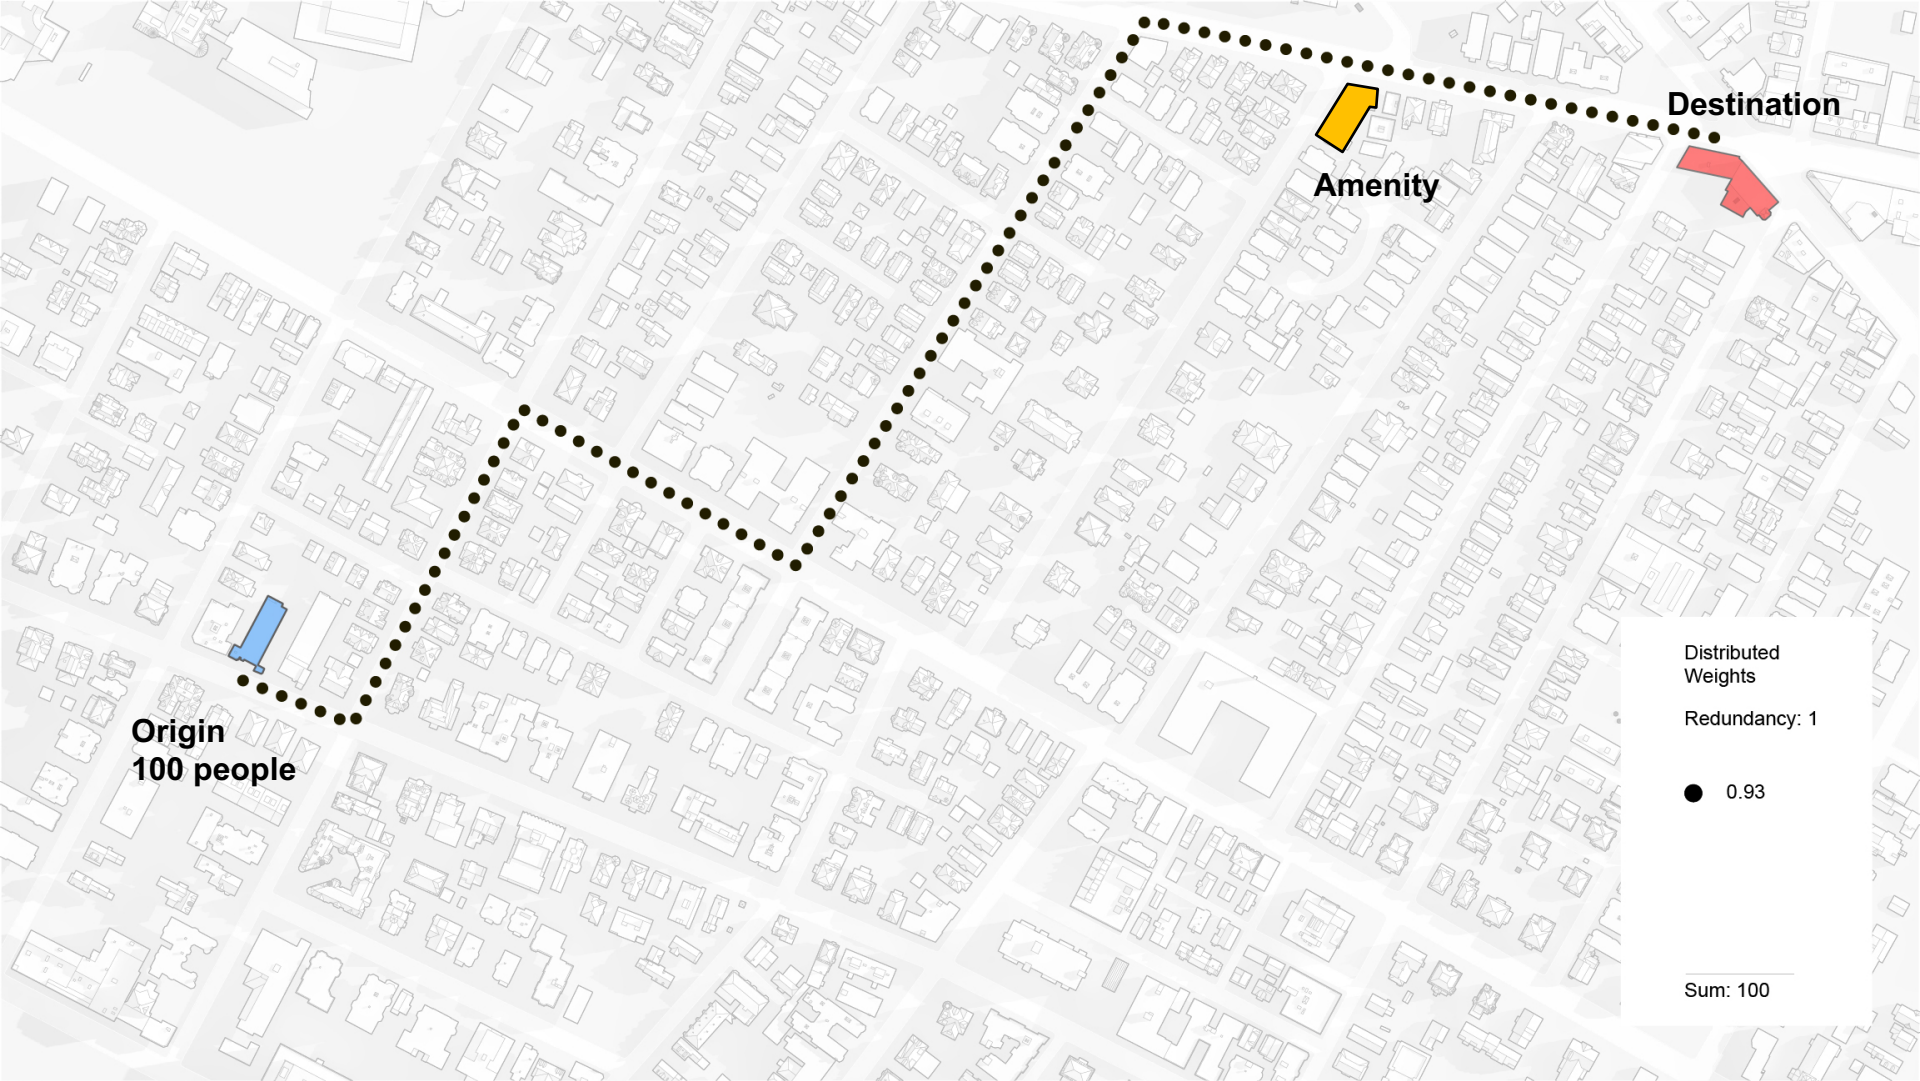 Destination
Amenity
Origin
100 people
Distributed
Weights
Redundancy: 1
0.93
Sum: 100